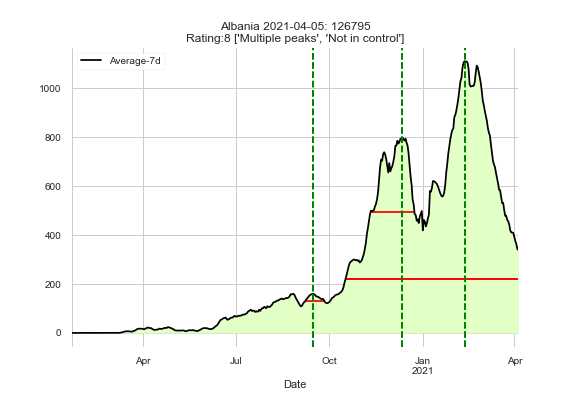 Albania 2021-04-05: 126795
Rating:8 ['Multiple peaks', 'Not in control']
Average-7d
1000
800
600
400
200
0
Apr Jul Oct Jan Apr
2021
Date